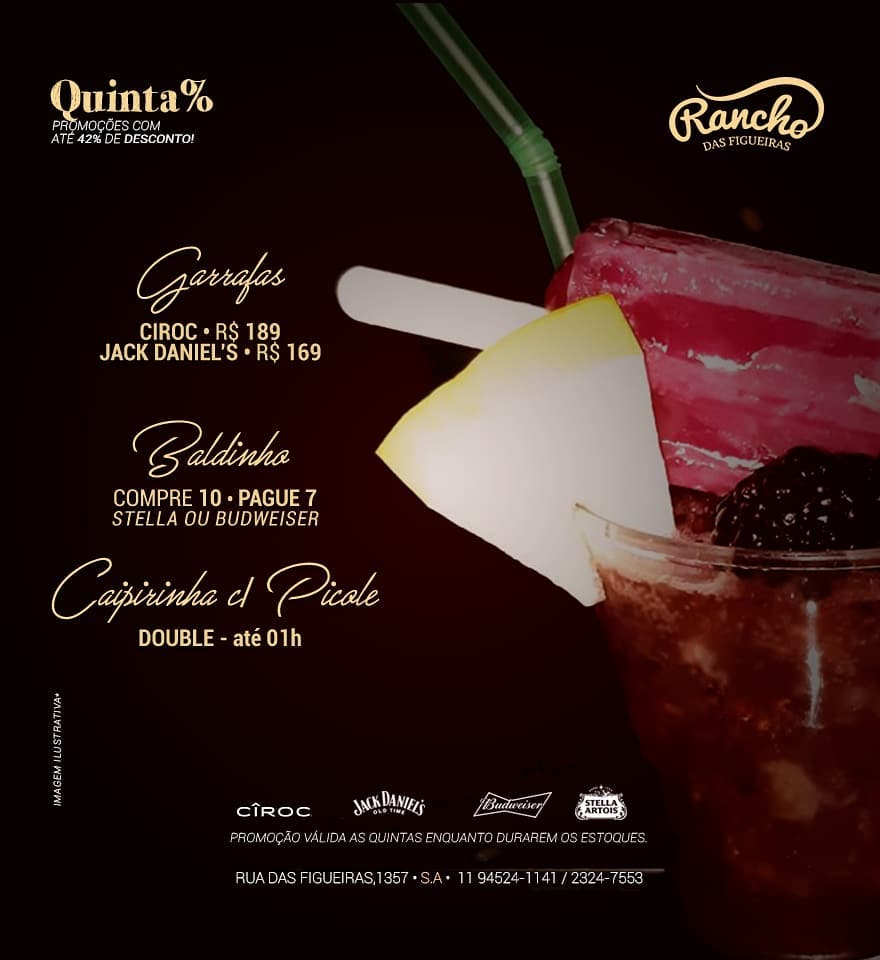 Quinta%
PROMOÇÕES COM
ATÉ 42% DE DESCONTO!
Rancho
DAS FIGUEIRAS
Garrafas
CIROC • R$ 189
JACK DANIEL'S • R$ 169
Baldinho
COMPRE 10 • PAGUE 7
STELLA OU BUDWEISER
Caipirinha c/ Picole
DOUBLE - até 01h
IMAGEM ILUSTRATIVA*
CÎROC
JACK DANIEL'S
OLD TIME
Budweiser
STELLA
ARTOIS
PROMOÇÃO VÁLIDA AS QUINTAS ENQUANTO DURAREM OS ESTOQUES.
RUA DAS FIGUEIRAS,1357 • S.A • 11 94524-1141 / 2324-7553